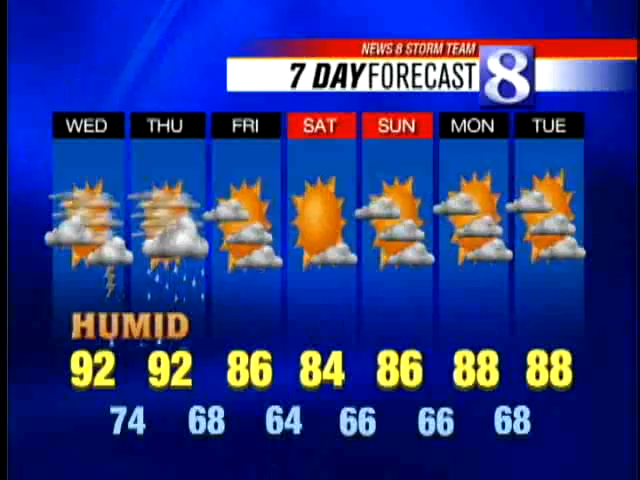 NEWS 8 STORM TEAM
7 DAY FORECAST 8
WED THU FRI SAT SUN MON TUE
HUMID
92 92 86 84 86 88 88
74 68 64 66 66 68